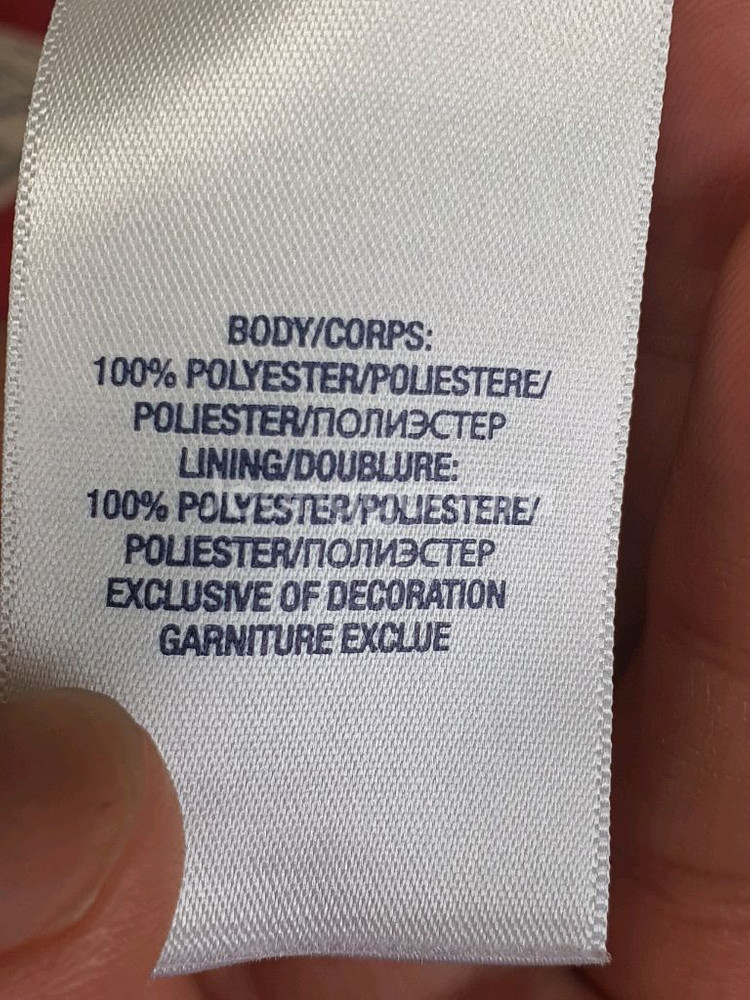 BODY/CORPS:
100% POLYESTER/POLIESTERE/
POLIESTER/ПОЛИЭСТЕР
LINING/DOUBLURE:
100% POLYESTER/POLIESTERE/
POLIESTER/ПОЛИЭСТЕР
EXCLUSIVE OF DECORATION
GARNITURE EXCLUE